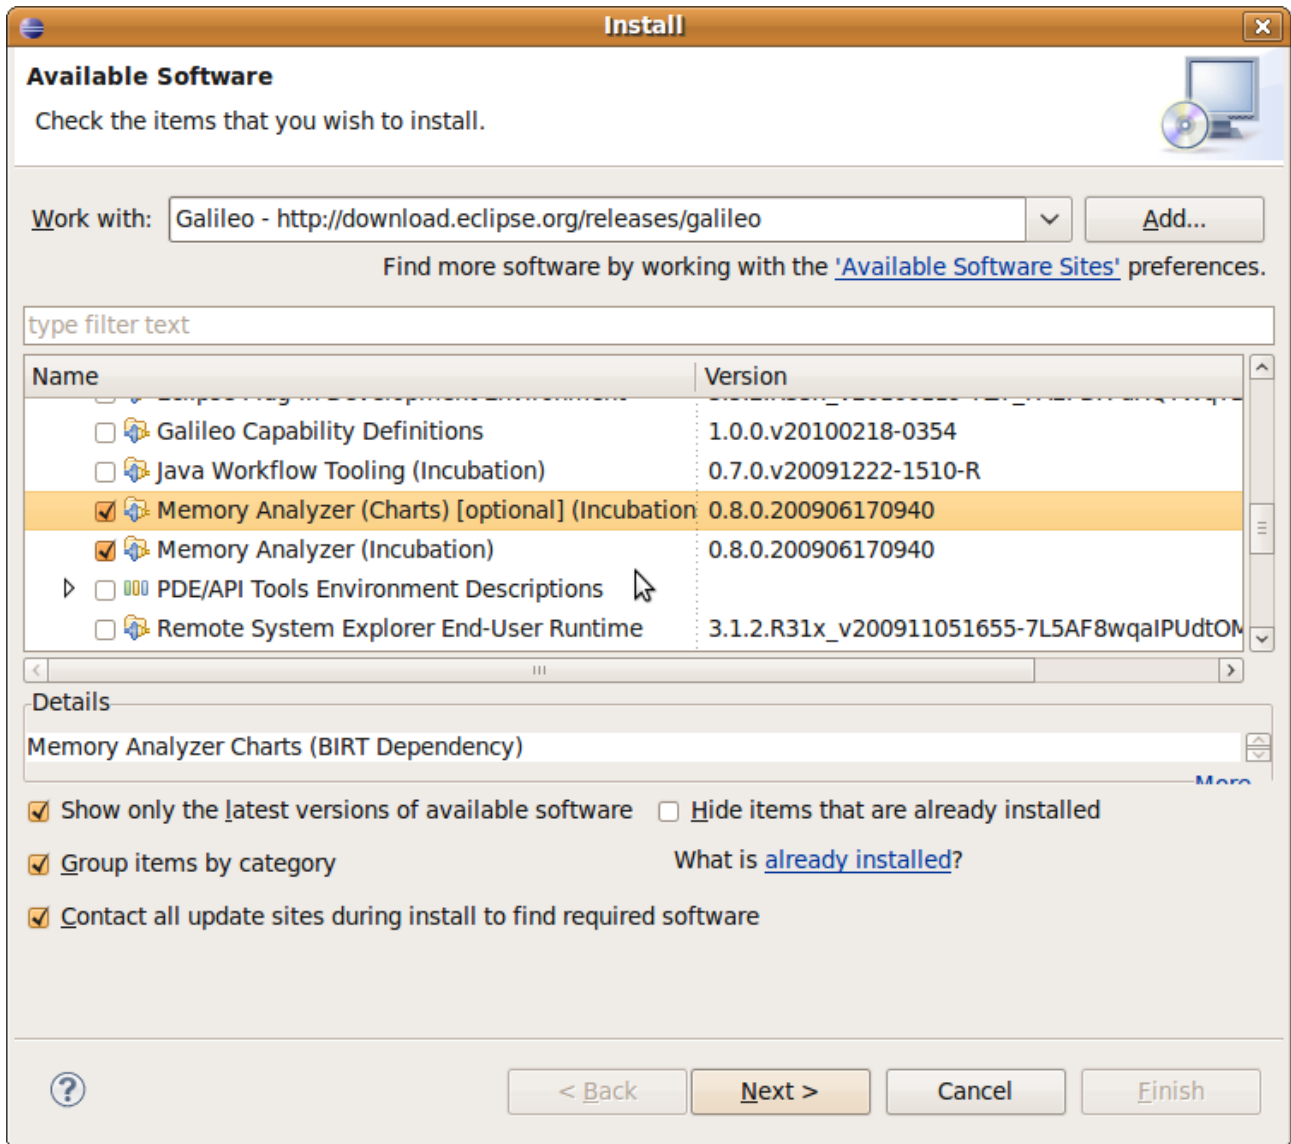 Install
Available Software
Check the items that you wish to install.
Work with: Galileo - http://download.eclipse.org/releases/galileo Add...
Find more software by working with the 'Available Software Sites' preferences.
type filter text
Name Version
Galileo Capability Definitions 1.0.0.v20100218-0354
Java Workflow Tooling (Incubation) 0.7.0.v20091222-1510-R
Memory Analyzer (Charts) [optional] (Incubation 0.8.0.200906170940
Memory Analyzer (Incubation) 0.8.0.200906170940
PDE/API Tools Environment Descriptions
Remote System Explorer End-User Runtime 3.1.2.R31x_v200911051655-7L5AF8wqaIPUdtOM
Details
Memory Analyzer Charts (BIRT Dependency)
More
Show only the latest versions of available software Hide items that are already installed
Group items by category What is already installed?
Contact all update sites during install to find required software
? < Back Next > Cancel Finish